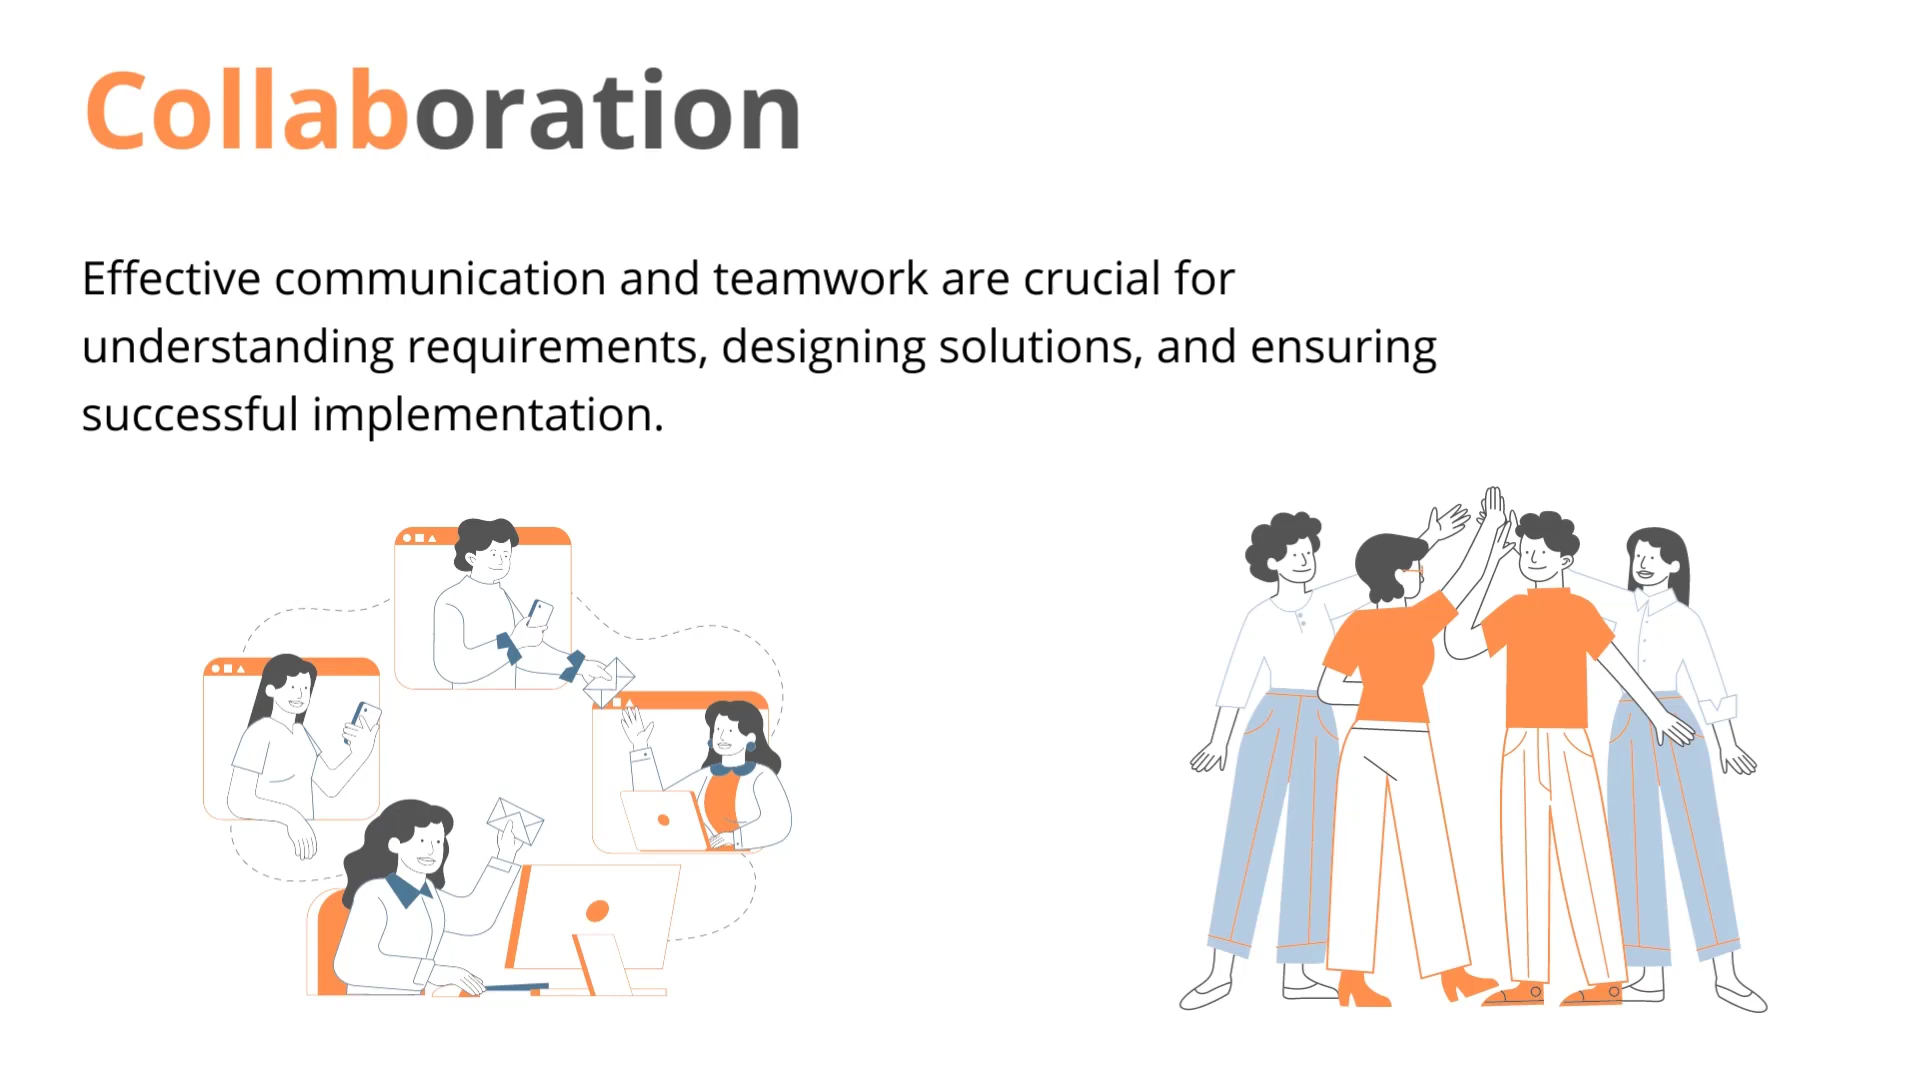 Collaboration
Effective communication and teamwork are crucial for
understanding requirements, designing solutions, and ensuring
successful implementation.